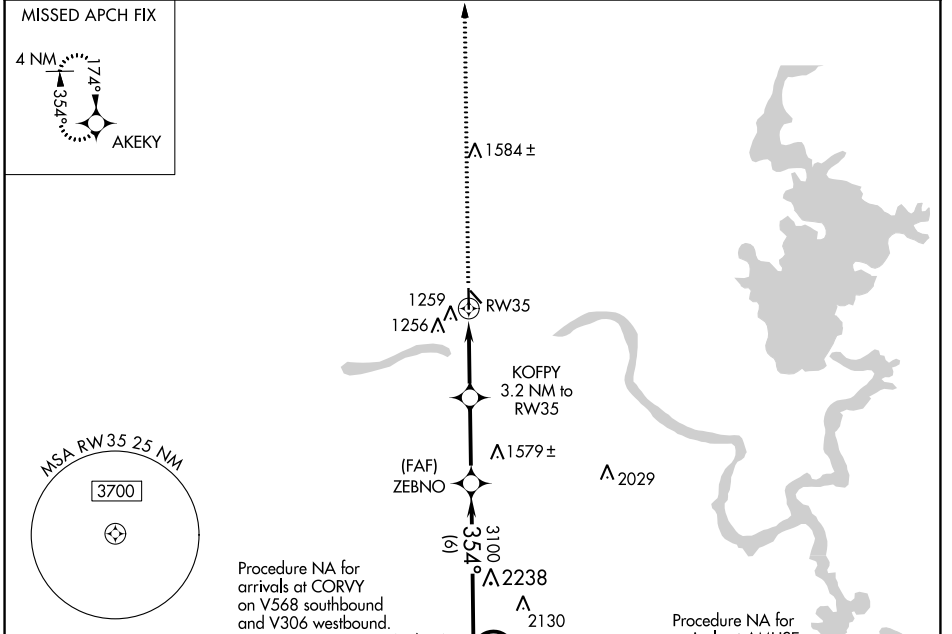 MISSED APCH FIX
4 NM
174°
354°
AKEKY
1584 ±
1259
RW35
1256
KOFPY
3.2 NM to
RW35
1579 ±
(FAF)
ZEBNO
2029
MSA RW35 25 NM
3700
3100
354°
(6)
2238
2130
Procedure NA for
arrivals at CORVY
on V568 southbound
and V306 westbound.
Procedure NA for